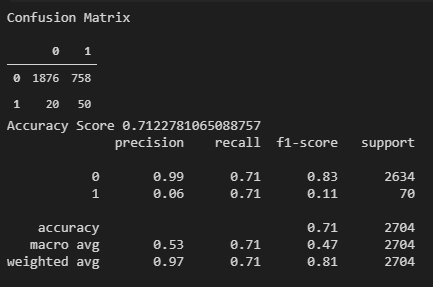 Confusion Matrix
0 1
0 1876 758
1 20 50
Accuracy Score 0.7122781065088757
precision recall f1-score support
0 0.99 0.71 0.83 2634
1 0.06 0.71 0.11 70
accuracy 0.71 2704
macro avg 0.53 0.71 0.47 2704
weighted avg 0.97 0.71 0.81 2704